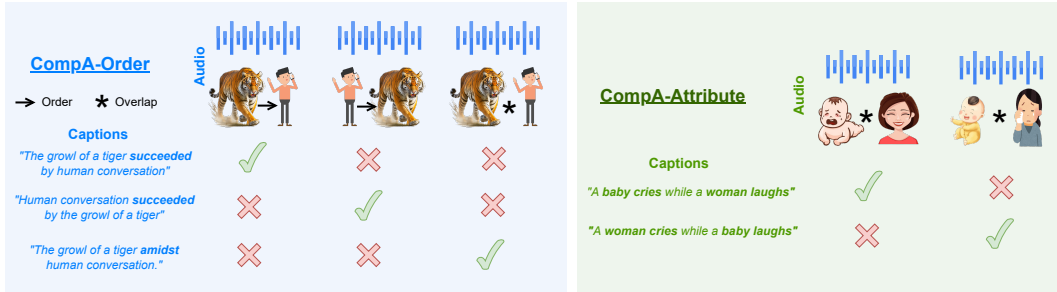 CompA-Order
Audio
Order
Overlap
Captions
"The growl of a tiger succeeded
by human conversation"
"Human conversation succeeded
by the growl of a tiger"
"The growl of a tiger amidst
human conversation."
CompA-Attribute
Audio
Captions
"A baby cries while a woman laughs"
"A woman cries while a baby laughs"